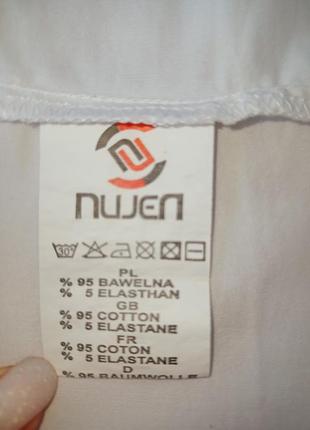 NUJEN
30°
PL
% 95 BAWELNA
% 5 ELASTHAN
GB
% 95 COTTON
% 5 ELASTANE
FR
% 95 COTON
% 5 ELASTANE
D
% 95 BAUMWOLLE